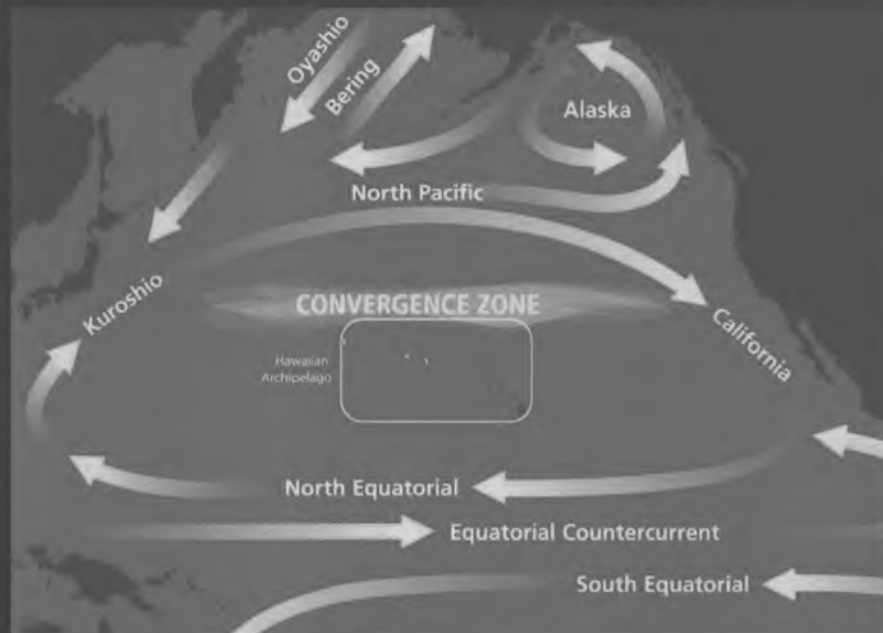 Oyashio
Bering
Alaska
North Pacific
CONVERGENCE ZONE
Kuroshio
California
Hawaiian
Archipelago
North Equatorial
Equatorial Countercurrent
South Equatorial